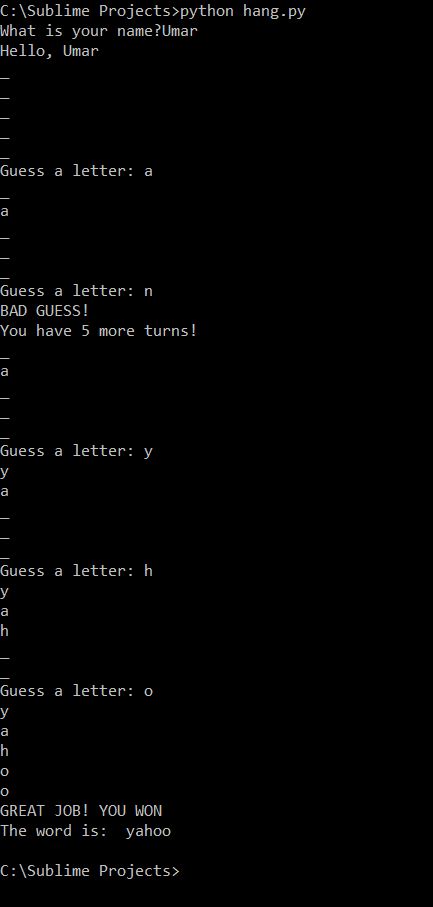 C:\Sublime Projects>python hang.py
What is your name?Umar
Hello, Umar
_
_
_
_
_
Guess a letter: a
_
a
_
_
_
Guess a letter: n
BAD GUESS!
You have 5 more turns!
_
a
_
_
_
Guess a letter: y
y
a
_
_
_
Guess a letter: h
y
a
h
_
_
Guess a letter: o
y
a
h
o
o
GREAT JOB! YOU WON
The word is:  yahoo
C:\Sublime Projects>